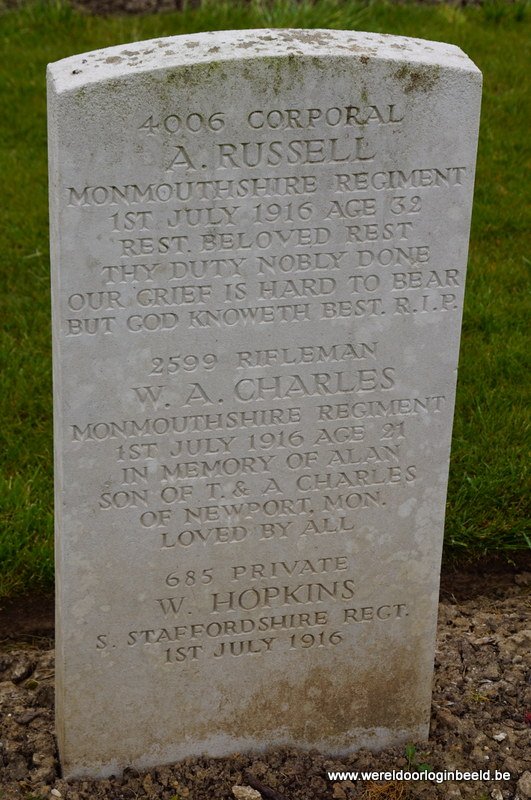 4006 CORPORAL
A. RUSSELL
MONMOUTHSHIRE REGIMENT
1ST JULY 1916 AGE 32
REST BELOVED REST
THY DUTY NOBLY DONE
OUR GRIEF IS HARD TO BEAR
BUT GOD KNOWETH BEST. R.I.P.
2599 RIFLEMAN
W. A. CHARLES
MONMOUTHSHIRE REGIMENT
1ST JULY 1916 AGE 21
IN MEMORY OF ALAN
SON OF T. & A CHARLES
OF NEWPORT, MON.
LOVED BY ALL
685 PRIVATE
W. HOPKINS
S. STAFFORDSHIRE REGT.
1ST JULY 1916
www.wereldoorloginbeeld.be